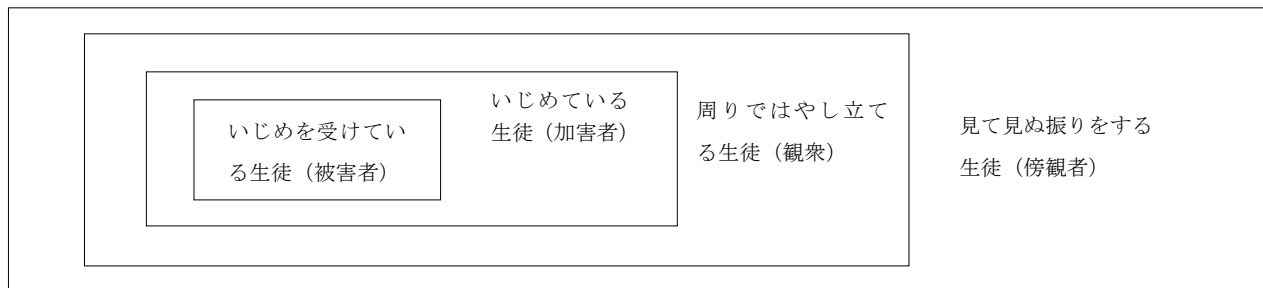 いじめを受けてい
る生徒（被害者）
いじめている
生徒（加害者）
周りではやし立て
る生徒（観衆）
見て見ぬ振りをする
生徒（傍観者）